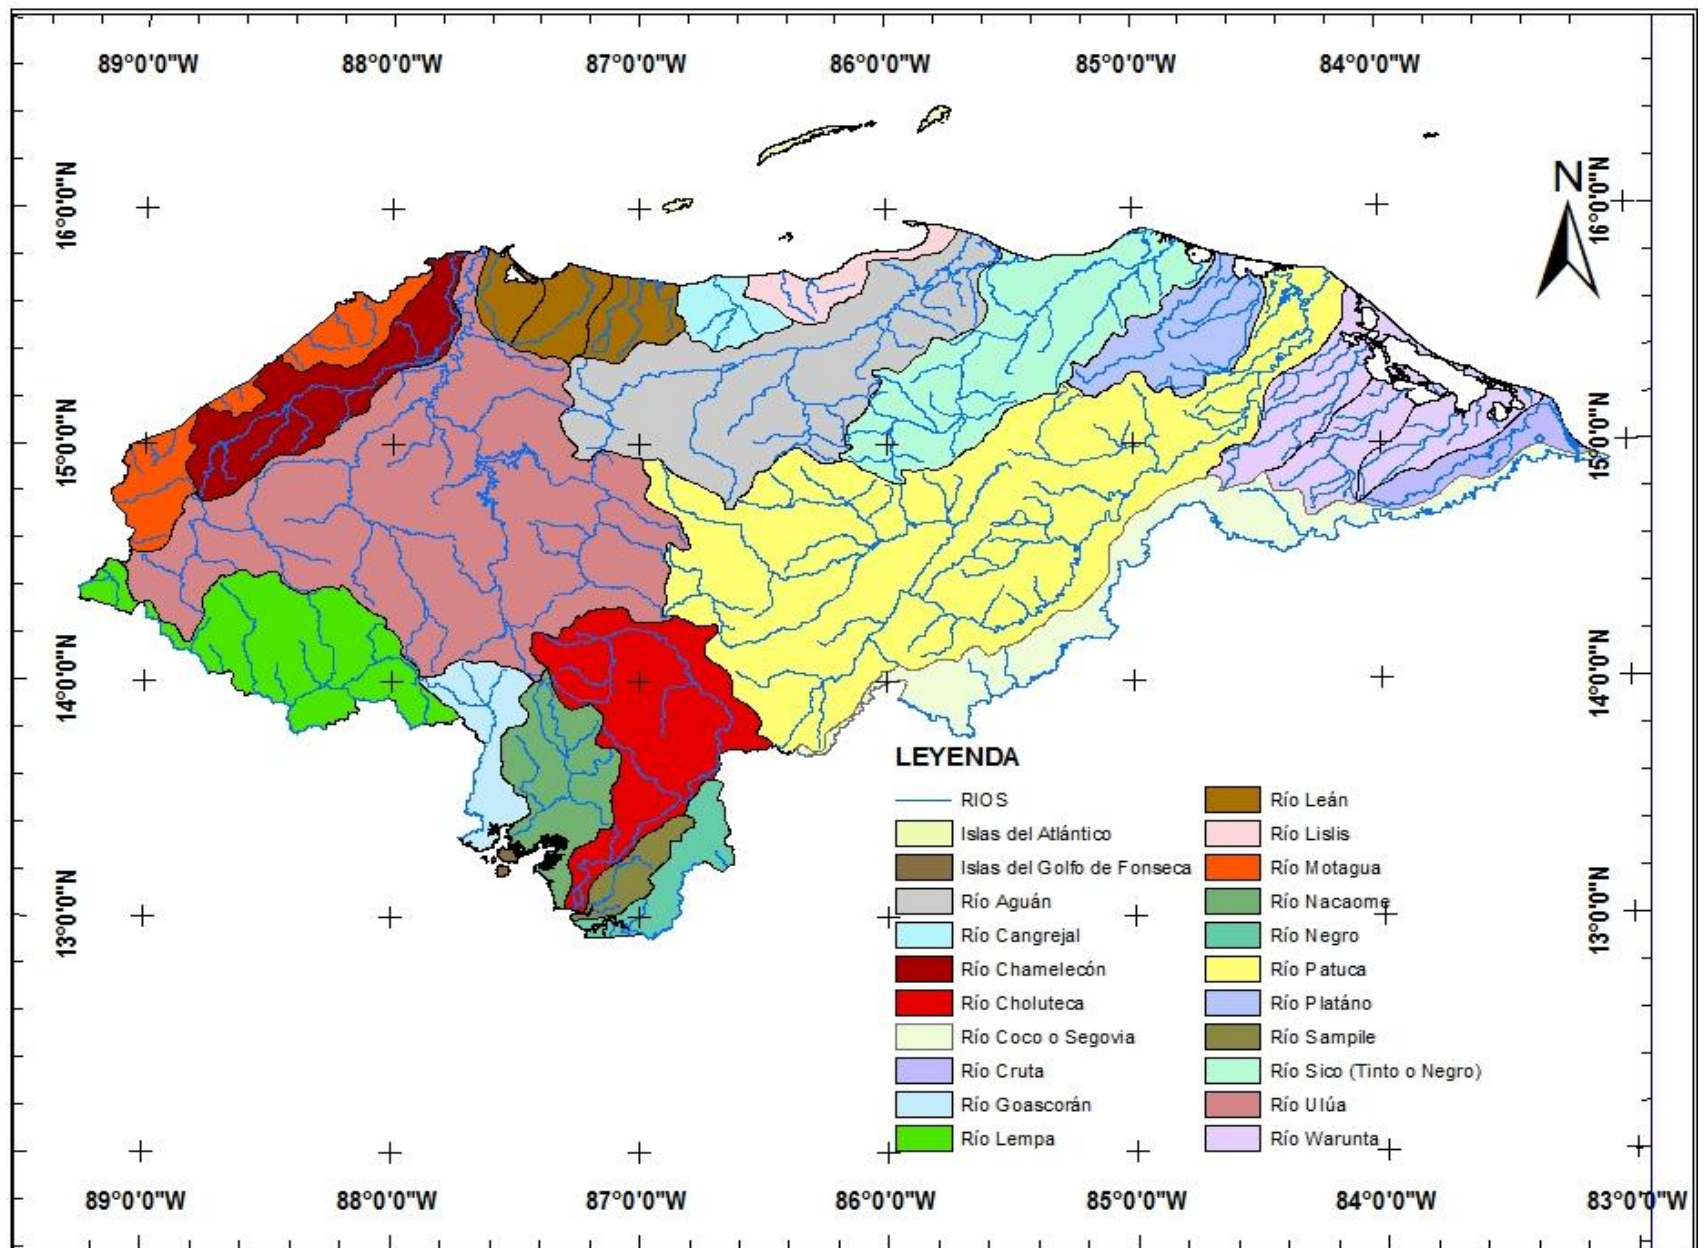 89°0'0"W 88°0'0"W 87°0'0"W 86°0'0"W 85°0'0"W 84°0'0"W
N
16°0'0"N
16°0'0"N
15°0'0"N
15°0'0"N
14°0'0"N
14°0'0"N
13°0'0"N
13°0'0"N
LEYENDA
RIOS
Islas del Atlántico
Islas del Golfo de Fonseca
Río Aguán
Río Cangrejal
Río Chamelecón
Río Choluteca
Río Coco o Segovia
Río Cruta
Río Goascorán
Río Lempa
Río Leán
Río Lislis
Río Motagua
Río Nacaome
Río Negro
Río Patuca
Río Platáno
Río Sampile
Río Sico (Tinto o Negro)
Río Ulúa
Río Warunta
89°0'0"W 88°0'0"W 87°0'0"W 86°0'0"W 85°0'0"W 84°0'0"W 83°0'0"W